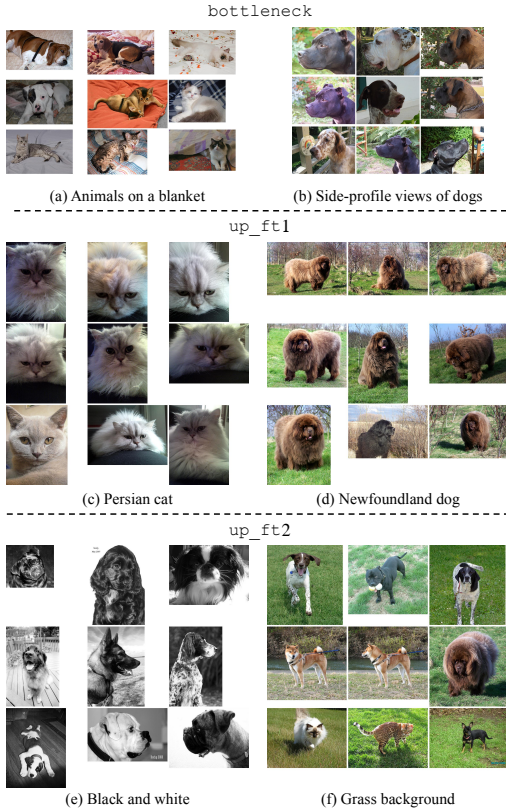 bottleneck
(a) Animals on a blanket
(b) Side-profile views of dogs
up_ft1
(c) Persian cat
(d) Newfoundland dog
up_ft2
(e) Black and white
(f) Grass background